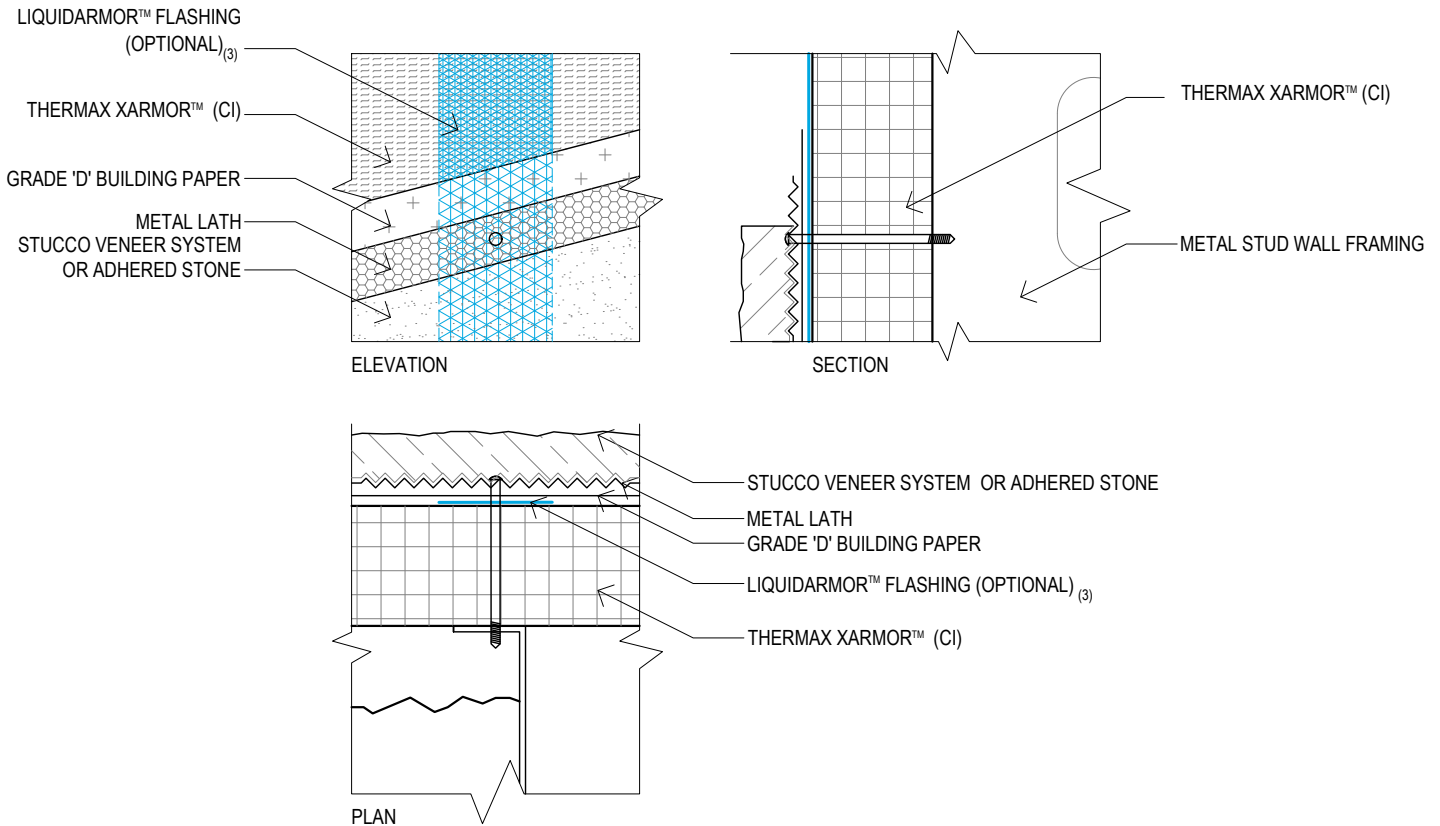 LIQUIDARMOR™ FLASHING
(OPTIONAL)(3)
THERMAX XARMOR™ (CI)
GRADE 'D' BUILDING PAPER
METAL LATH
STUCCO VENEER SYSTEM
OR ADHERED STONE
ELEVATION
THERMAX XARMOR™ (CI)
METAL STUD WALL FRAMING
SECTION
STUCCO VENEER SYSTEM OR ADHERED STONE
METAL LATH
GRADE 'D' BUILDING PAPER
LIQUIDARMOR™ FLASHING (OPTIONAL) (3)
THERMAX XARMOR™ (CI)
PLAN